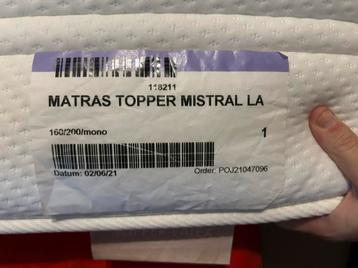 118211
MATRAS TOPPER MISTRAL LA
160/200/mono 1
Datum: 02/06/21 Order: POJ21047096